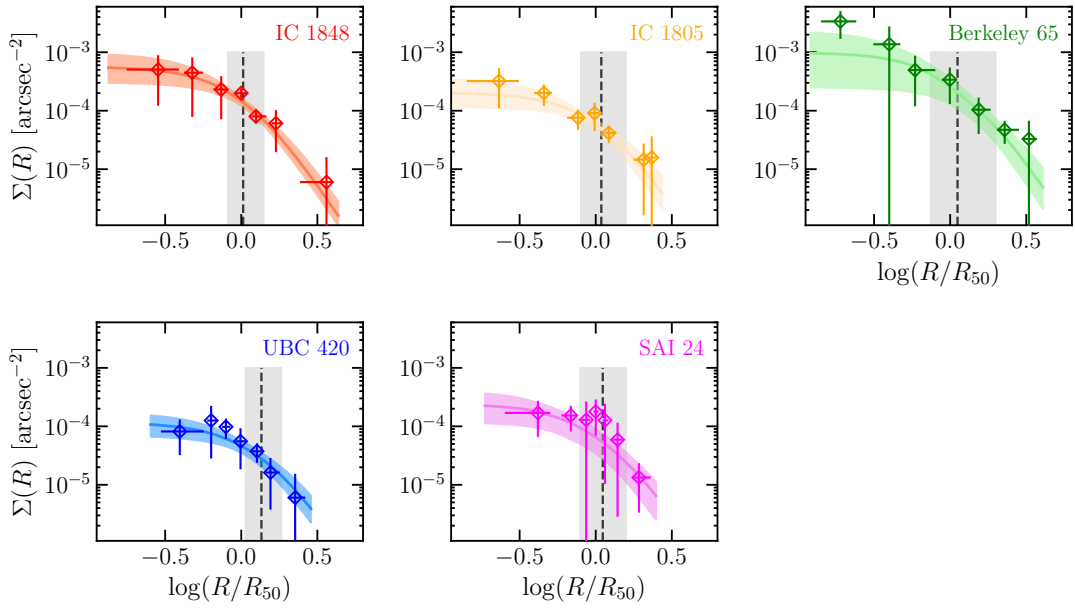 IC 1848
IC 1805
Berkeley 65
10⁻³
10⁻⁴
10⁻⁵
Σ(R) [arcsec⁻²]
−0.5 0.0 0.5
−0.5 0.0 0.5
−0.5 0.0 0.5
log(R/R₅₀)
UBC 420
SAI 24
10⁻³
10⁻⁴
10⁻⁵
Σ(R) [arcsec⁻²]
−0.5 0.0 0.5
−0.5 0.0 0.5
log(R/R₅₀)
log(R/R₅₀)